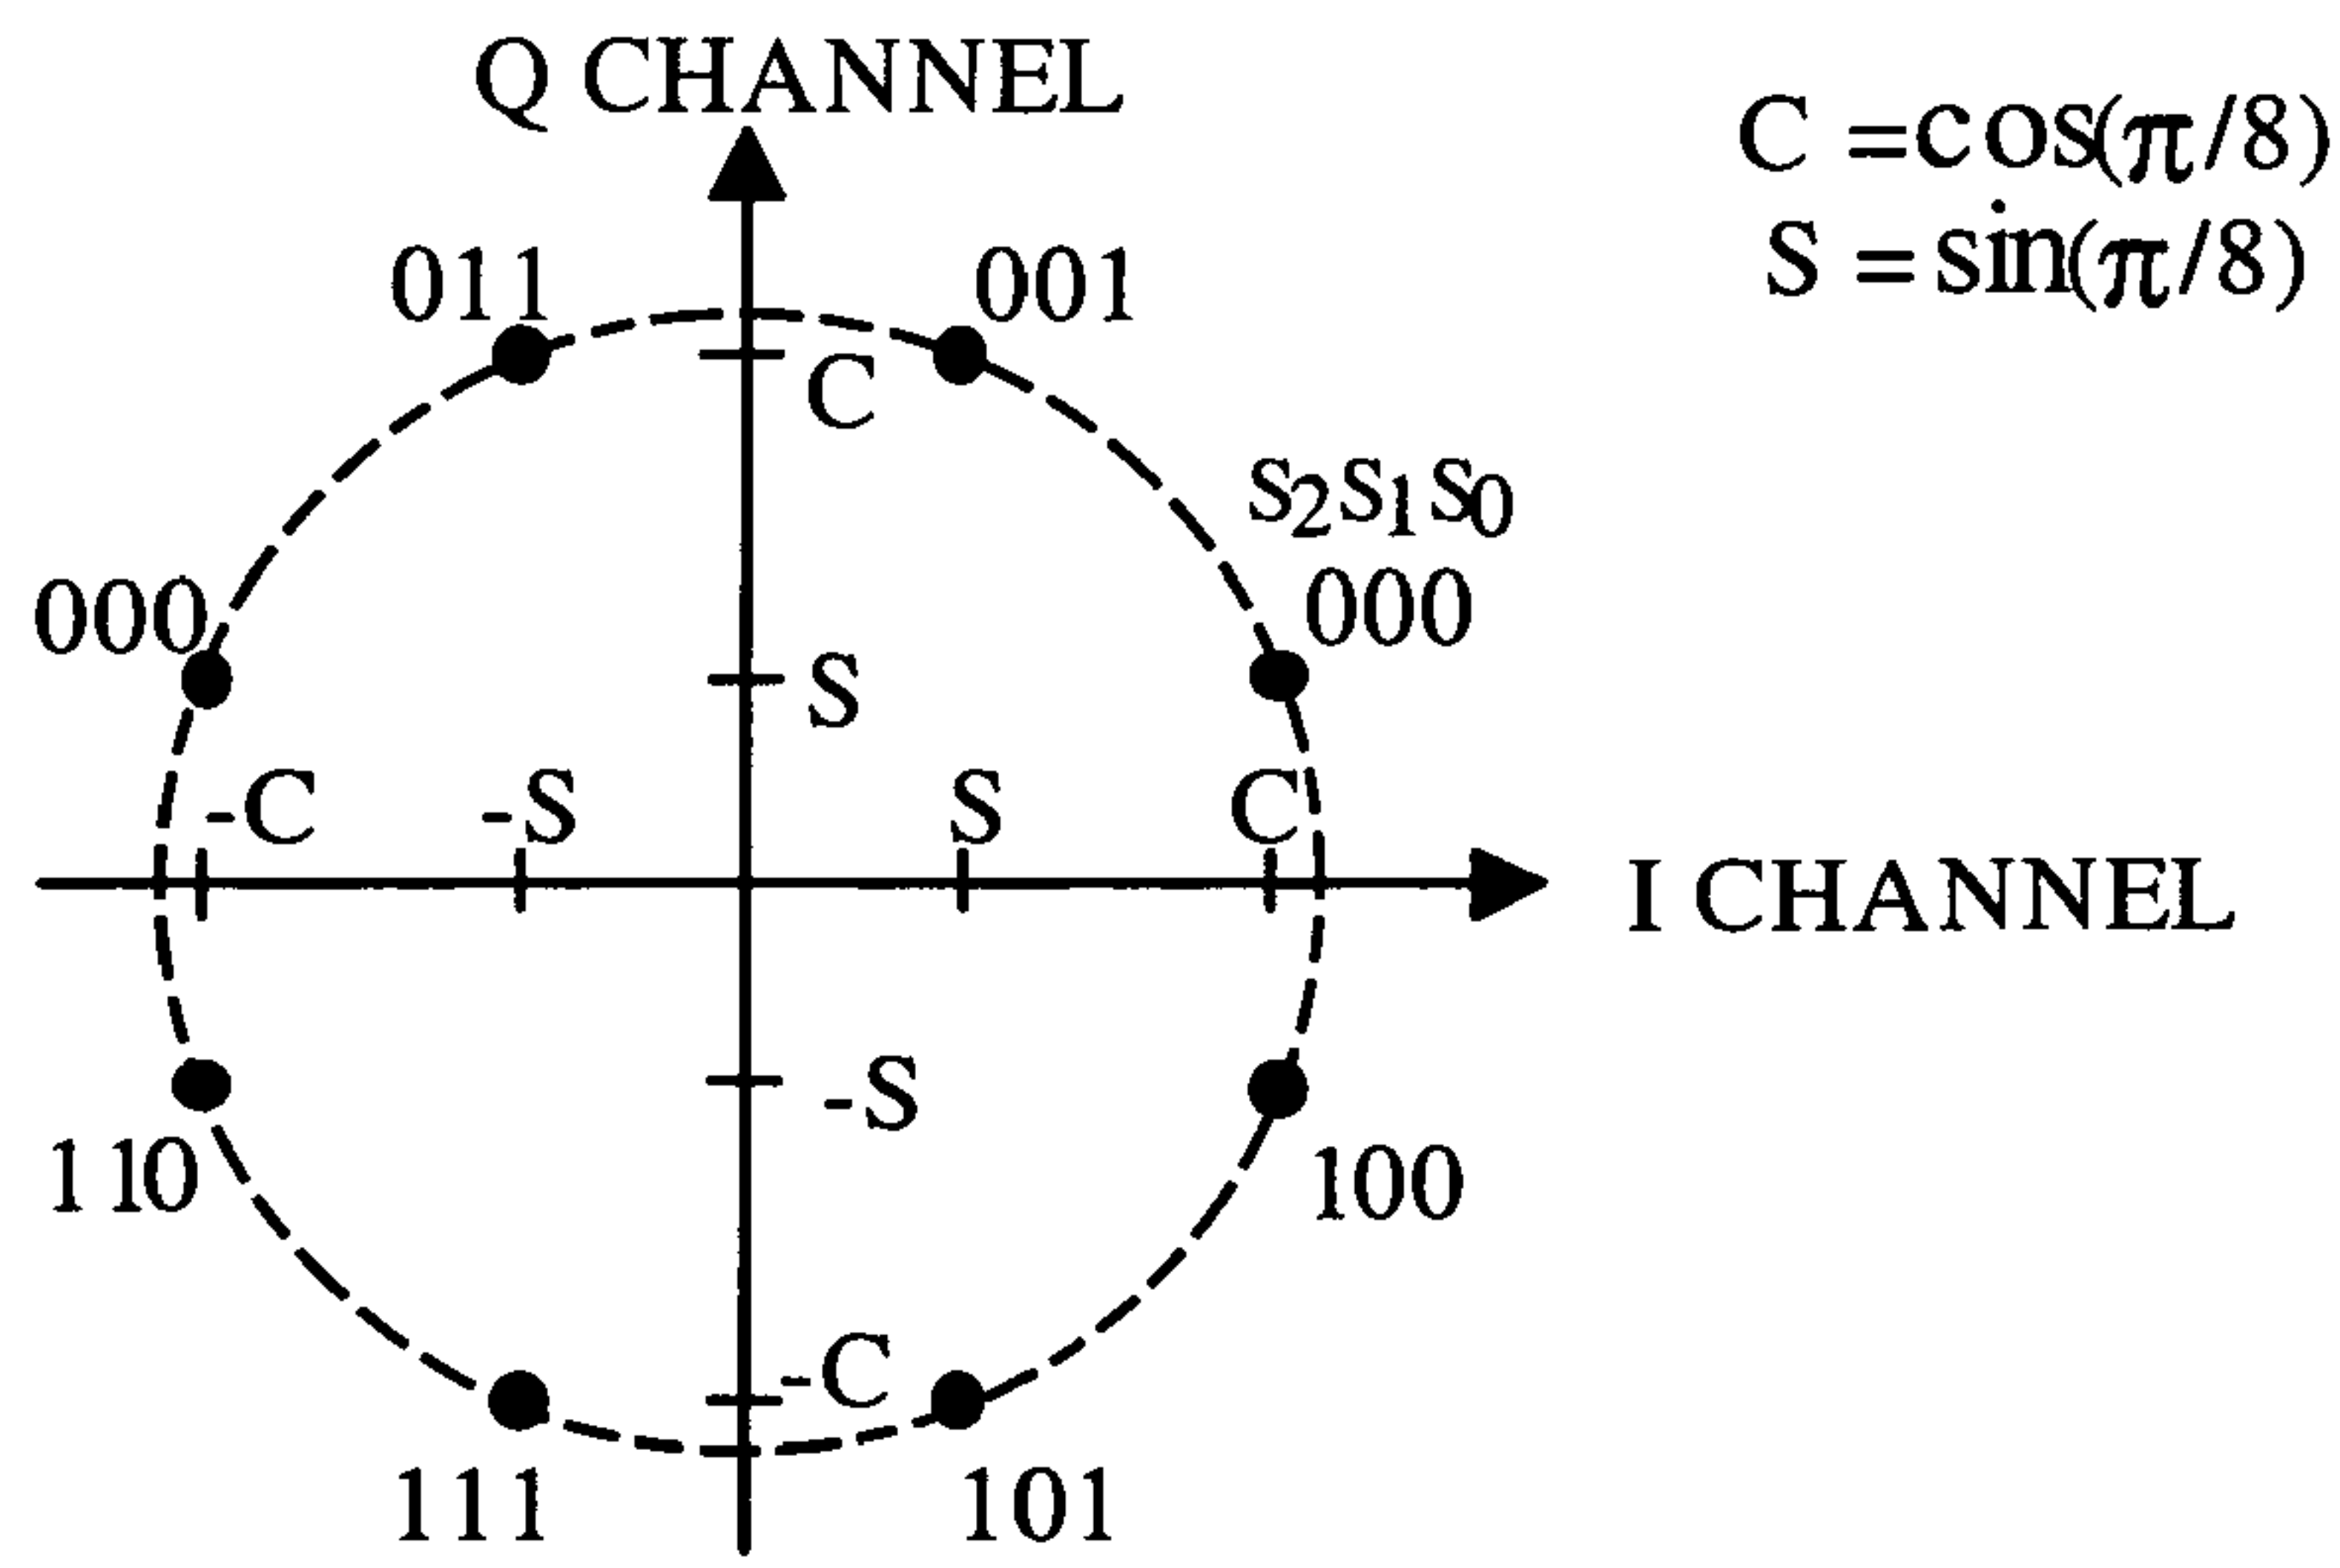 Q CHANNEL
C =cos(π/8)
S =sin(π/8)
011
001
C
s₂s₁s₀
000
000
S
-C
-S
S
C
I CHANNEL
-S
110
100
-C
111
101